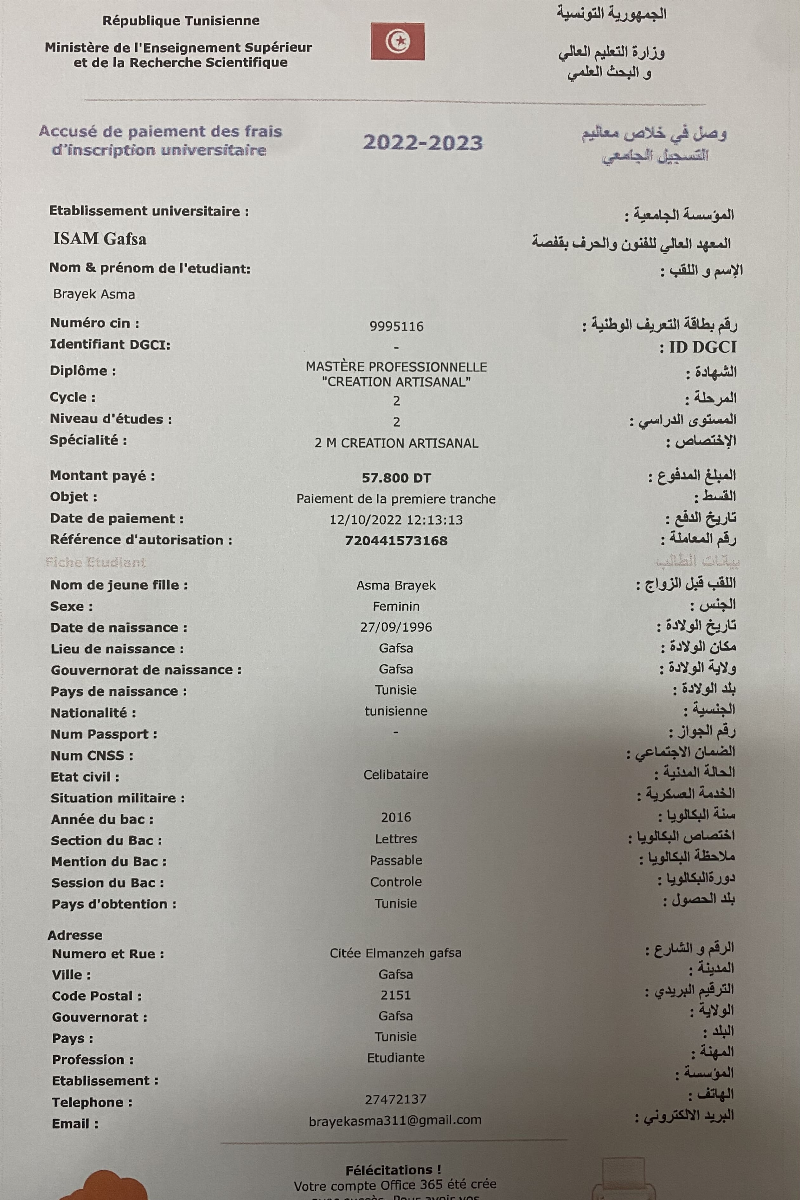 République Tunisienne
الجمهورية التونسية
Ministère de l'Enseignement Supérieur
et de la Recherche Scientifique
وزارة التعليم العالي
و البحث العلمي
Accusé de paiement des frais
d'inscription universitaire
2022-2023
وصل في خلاص معاليم
التسجيل الجامعي
Etablissement universitaire :
المؤسسة الجامعية :
ISAM Gafsa
المعهد العالي للفنون والحرف بقفصة
Nom & prénom de l'etudiant:
الإسم و اللقب :
Brayek Asma
Numéro cin : 9995116 رقم بطاقة التعريف الوطنية :
Identifiant DGCI: - ID DGCI :
Diplôme : MASTÈRE PROFESSIONNELLE الشهادة :
"CREATION ARTISANAL"
Cycle : 2 المرحلة :
Niveau d'études : 2 المستوى الدراسي :
Spécialité : 2 M CREATION ARTISANAL الإختصاص :
Montant payé : 57.800 DT المبلغ المدفوع :
Objet : Paiement de la premiere tranche القسط :
Date de paiement : 12/10/2022 12:13:13 تاريخ الدفع :
Référence d'autorisation : 720441573168 رقم المعاملة :
Fiche Etudiant بيانات الطالب
Nom de jeune fille : Asma Brayek اللقب قبل الزواج :
Sexe : Feminin الجنس :
Date de naissance : 27/09/1996 تاريخ الولادة :
Lieu de naissance : Gafsa مكان الولادة :
Gouvernorat de naissance : Gafsa ولاية الولادة :
Pays de naissance : Tunisie بلد الولادة :
Nationalité : tunisienne الجنسية :
Num Passport : - رقم الجواز :
Num CNSS : الضمان الاجتماعي :
Etat civil : Celibataire الحالة المدنية :
Situation militaire : الخدمة العسكرية :
Année du bac : 2016 سنة البكالويا :
Section du Bac : Lettres اختصاص البكالويا :
Mention du Bac : Passable ملاحظة البكالويا :
Session du Bac : Controle دورةالبكالويا :
Pays d'obtention : Tunisie بلد الحصول :
Adresse
Numero et Rue : Citée Elmanzeh gafsa الرقم و الشارع :
Ville : Gafsa المدينة :
Code Postal : 2151 الترقيم البريدي :
Gouvernorat : Gafsa الولاية :
Pays : Tunisie البلد :
Profession : Etudiante المهنة :
Etablissement : المؤسسة :
Telephone : 27472137 الهاتف :
Email : brayekasma311@gmail.com البريد الالكتروني :
Félécitations !
Votre compte Office 365 été crée